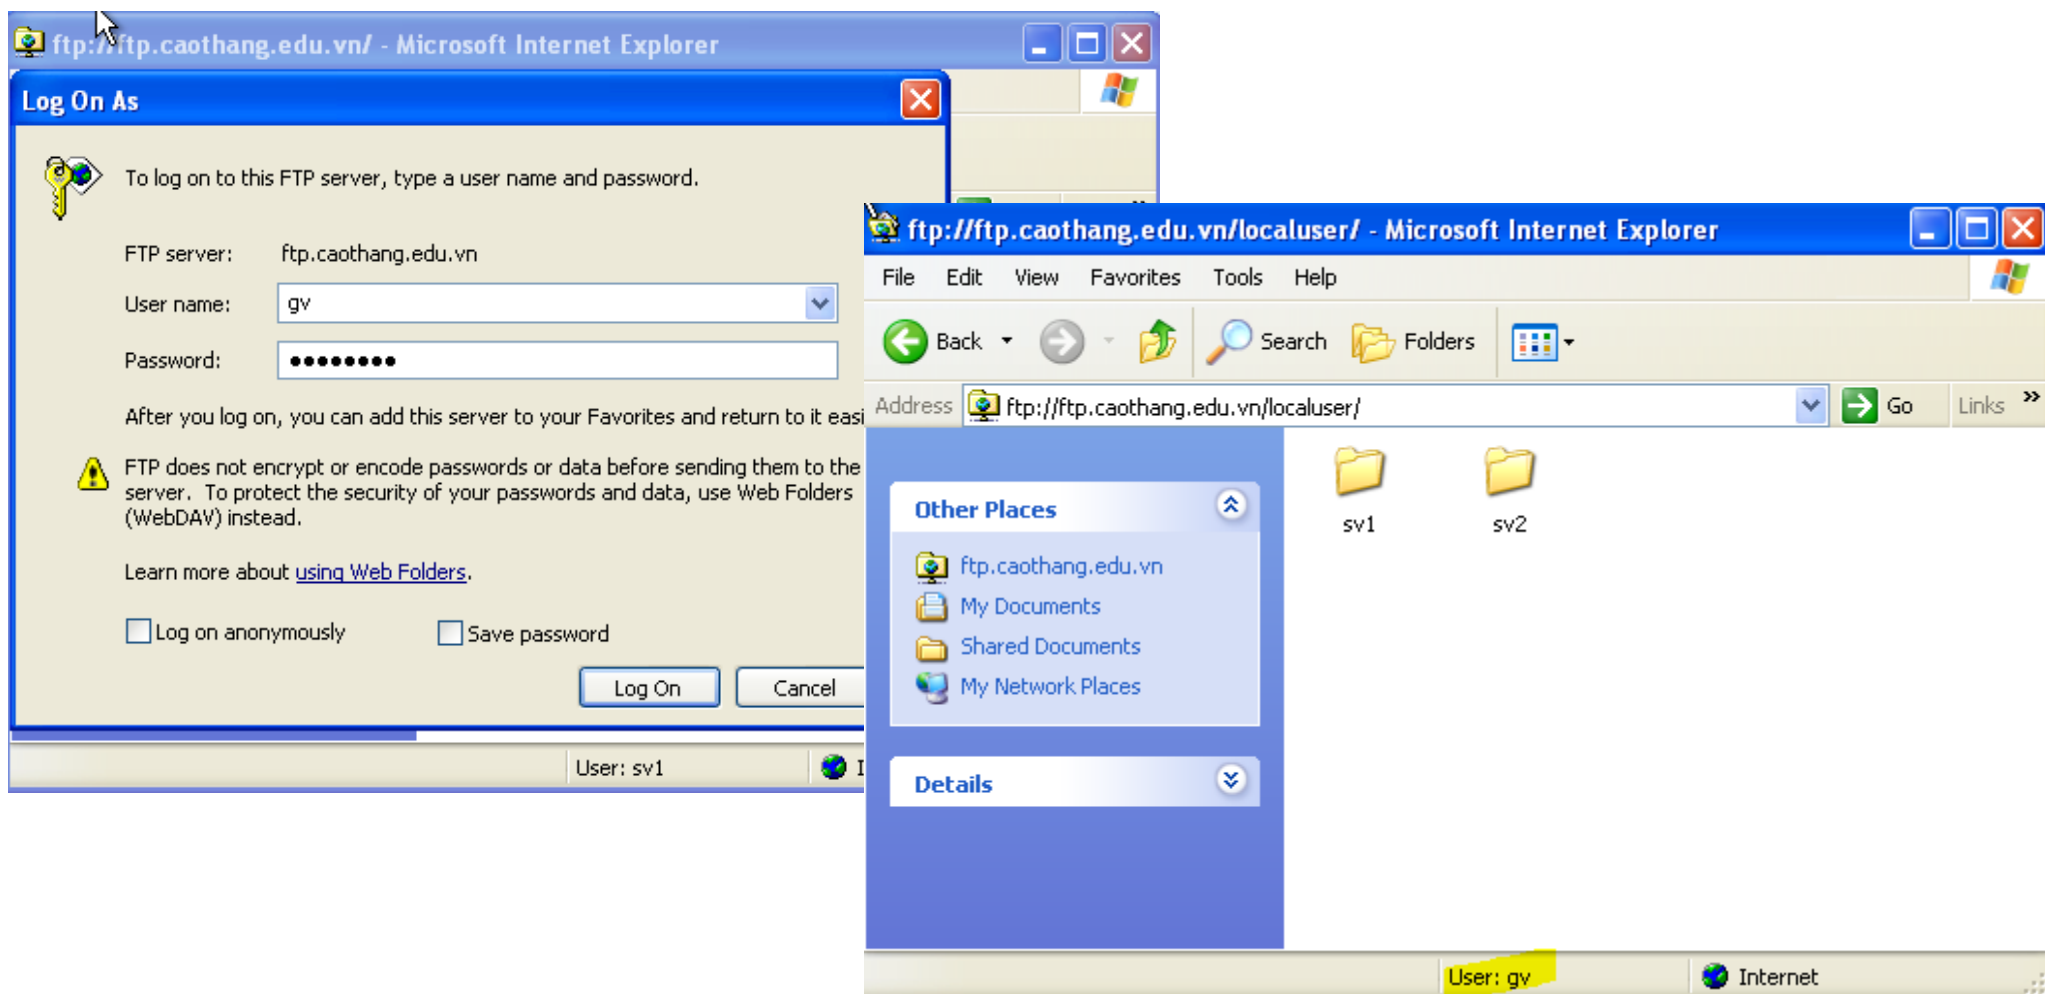 ftp://ftp.caothang.edu.vn/ - Microsoft Internet Explorer
Log On As
To log on to this FTP server, type a user name and password.
FTP server: ftp.caothang.edu.vn
User name: gv
Password: ●●●●●●●●
After you log on, you can add this server to your Favorites and return to it easi
FTP does not encrypt or encode passwords or data before sending them to the
server. To protect the security of your passwords and data, use Web Folders
(WebDAV) instead.
Learn more about using Web Folders.
Log on anonymously Save password
Log On Cancel
User: sv1 I
ftp://ftp.caothang.edu.vn/localuser/ - Microsoft Internet Explorer
File Edit View Favorites Tools Help
Back Search Folders
Address ftp://ftp.caothang.edu.vn/localuser/ Go Links »
Other Places
ftp.caothang.edu.vn
My Documents
Shared Documents
My Network Places
Details
sv1 sv2
User: gv Internet